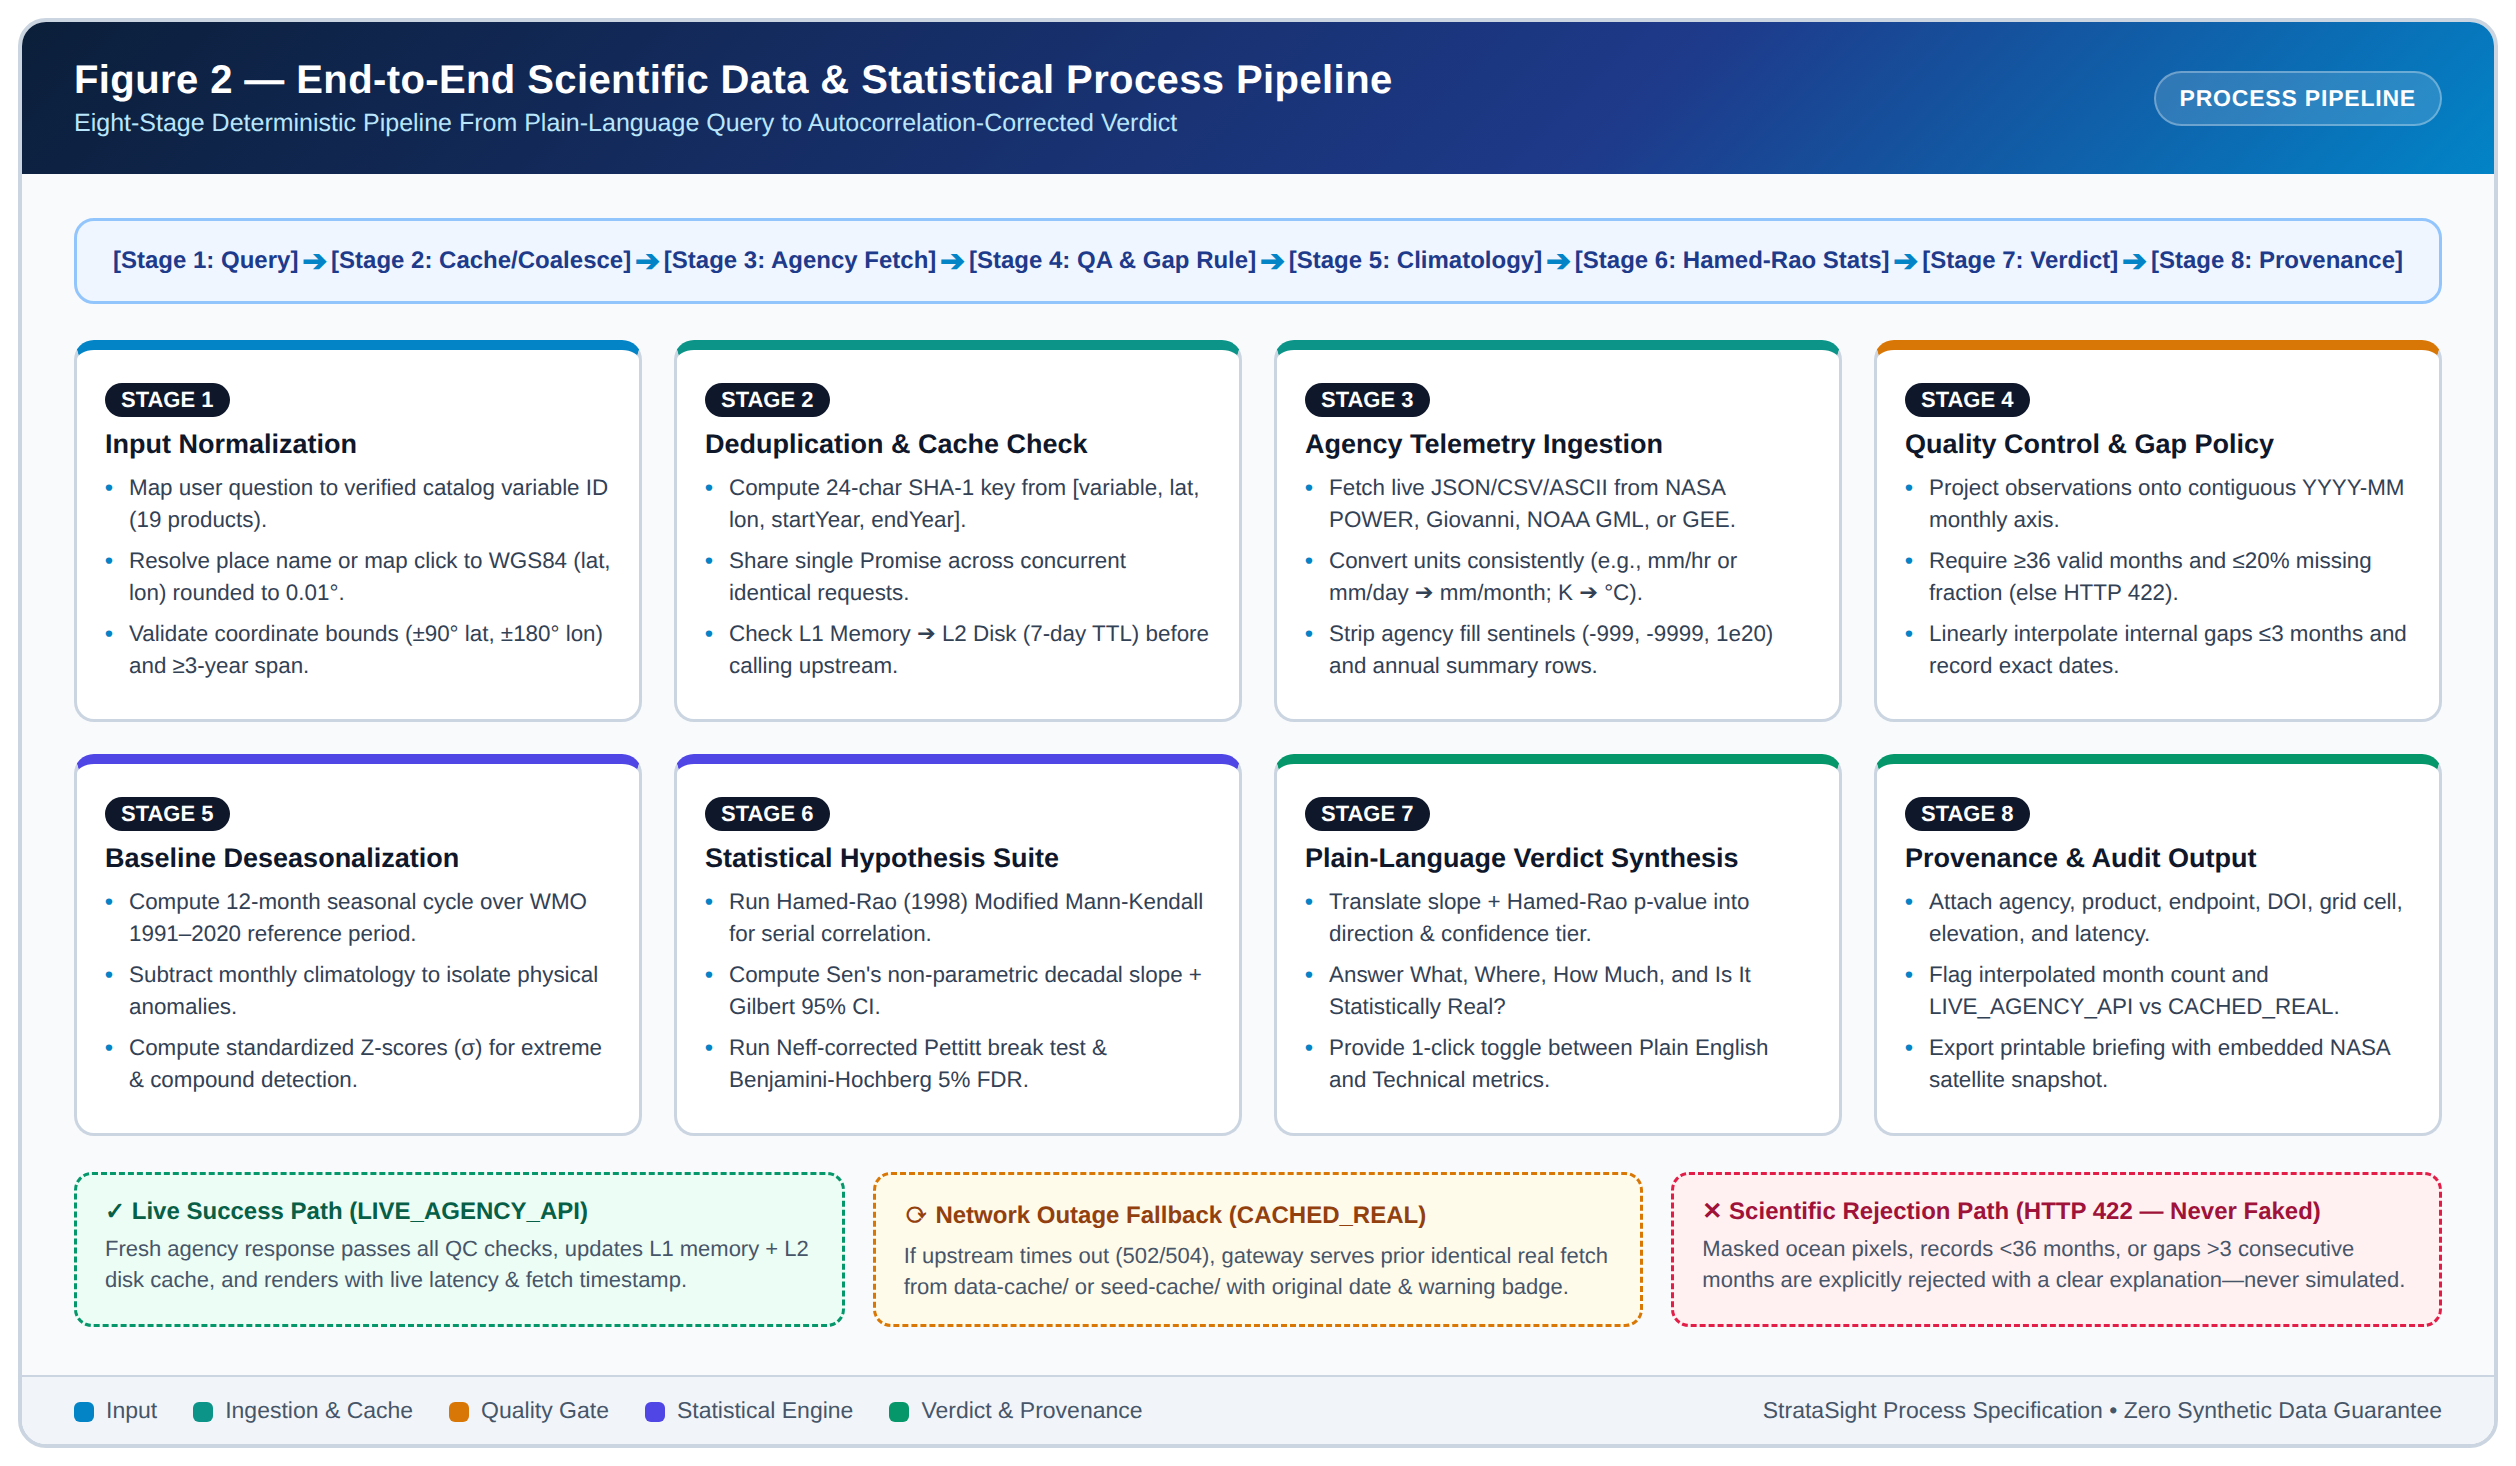 Figure 2 — End-to-End Scientific Data & Statistical Process Pipeline
Eight-Stage Deterministic Pipeline From Plain-Language Query to Autocorrelation-Corrected Verdict
PROCESS PIPELINE
[Stage 1: Query] ➔ [Stage 2: Cache/Coalesce] ➔ [Stage 3: Agency Fetch] ➔ [Stage 4: QA & Gap Rule] ➔ [Stage 5: Climatology] ➔ [Stage 6: Hamed-Rao Stats] ➔ [Stage 7: Verdict] ➔ [Stage 8: Provenance]
STAGE 1
Input Normalization
• Map user question to verified catalog variable ID
(19 products).
• Resolve place name or map click to WGS84 (lat,
lon) rounded to 0.01°.
• Validate coordinate bounds (±90° lat, ±180° lon)
and ≥3-year span.
STAGE 2
Deduplication & Cache Check
• Compute 24-char SHA-1 key from [variable, lat,
lon, startYear, endYear].
• Share single Promise across concurrent
identical requests.
• Check L1 Memory ➔ L2 Disk (7-day TTL) before
calling upstream.
STAGE 3
Agency Telemetry Ingestion
• Fetch live JSON/CSV/ASCII from NASA
POWER, Giovanni, NOAA GML, or GEE.
• Convert units consistently (e.g., mm/hr or
mm/day ➔ mm/month; K ➔ °C).
• Strip agency fill sentinels (-999, -9999, 1e20)
and annual summary rows.
STAGE 4
Quality Control & Gap Policy
• Project observations onto contiguous YYYY-MM
monthly axis.
• Require ≥36 valid months and ≤20% missing
fraction (else HTTP 422).
• Linearly interpolate internal gaps ≤3 months and
record exact dates.
STAGE 5
Baseline Deseasonalization
• Compute 12-month seasonal cycle over WMO
1991–2020 reference period.
• Subtract monthly climatology to isolate physical
anomalies.
• Compute standardized Z-scores (σ) for extreme
& compound detection.
STAGE 6
Statistical Hypothesis Suite
• Run Hamed-Rao (1998) Modified Mann-Kendall
for serial correlation.
• Compute Sen's non-parametric decadal slope +
Gilbert 95% CI.
• Run Neff-corrected Pettitt break test &
Benjamini-Hochberg 5% FDR.
STAGE 7
Plain-Language Verdict Synthesis
• Translate slope + Hamed-Rao p-value into
direction & confidence tier.
• Answer What, Where, How Much, and Is It
Statistically Real?
• Provide 1-click toggle between Plain English
and Technical metrics.
STAGE 8
Provenance & Audit Output
• Attach agency, product, endpoint, DOI, grid cell,
elevation, and latency.
• Flag interpolated month count and
LIVE_AGENCY_API vs CACHED_REAL.
• Export printable briefing with embedded NASA
satellite snapshot.
✓ Live Success Path (LIVE_AGENCY_API)
Fresh agency response passes all QC checks, updates L1 memory + L2
disk cache, and renders with live latency & fetch timestamp.
⟳ Network Outage Fallback (CACHED_REAL)
If upstream times out (502/504), gateway serves prior identical real fetch
from data-cache/ or seed-cache/ with original date & warning badge.
✕ Scientific Rejection Path (HTTP 422 — Never Faked)
Masked ocean pixels, records <36 months, or gaps >3 consecutive
months are explicitly rejected with a clear explanation—never simulated.
Input
Ingestion & Cache
Quality Gate
Statistical Engine
Verdict & Provenance
StrataSight Process Specification • Zero Synthetic Data Guarantee